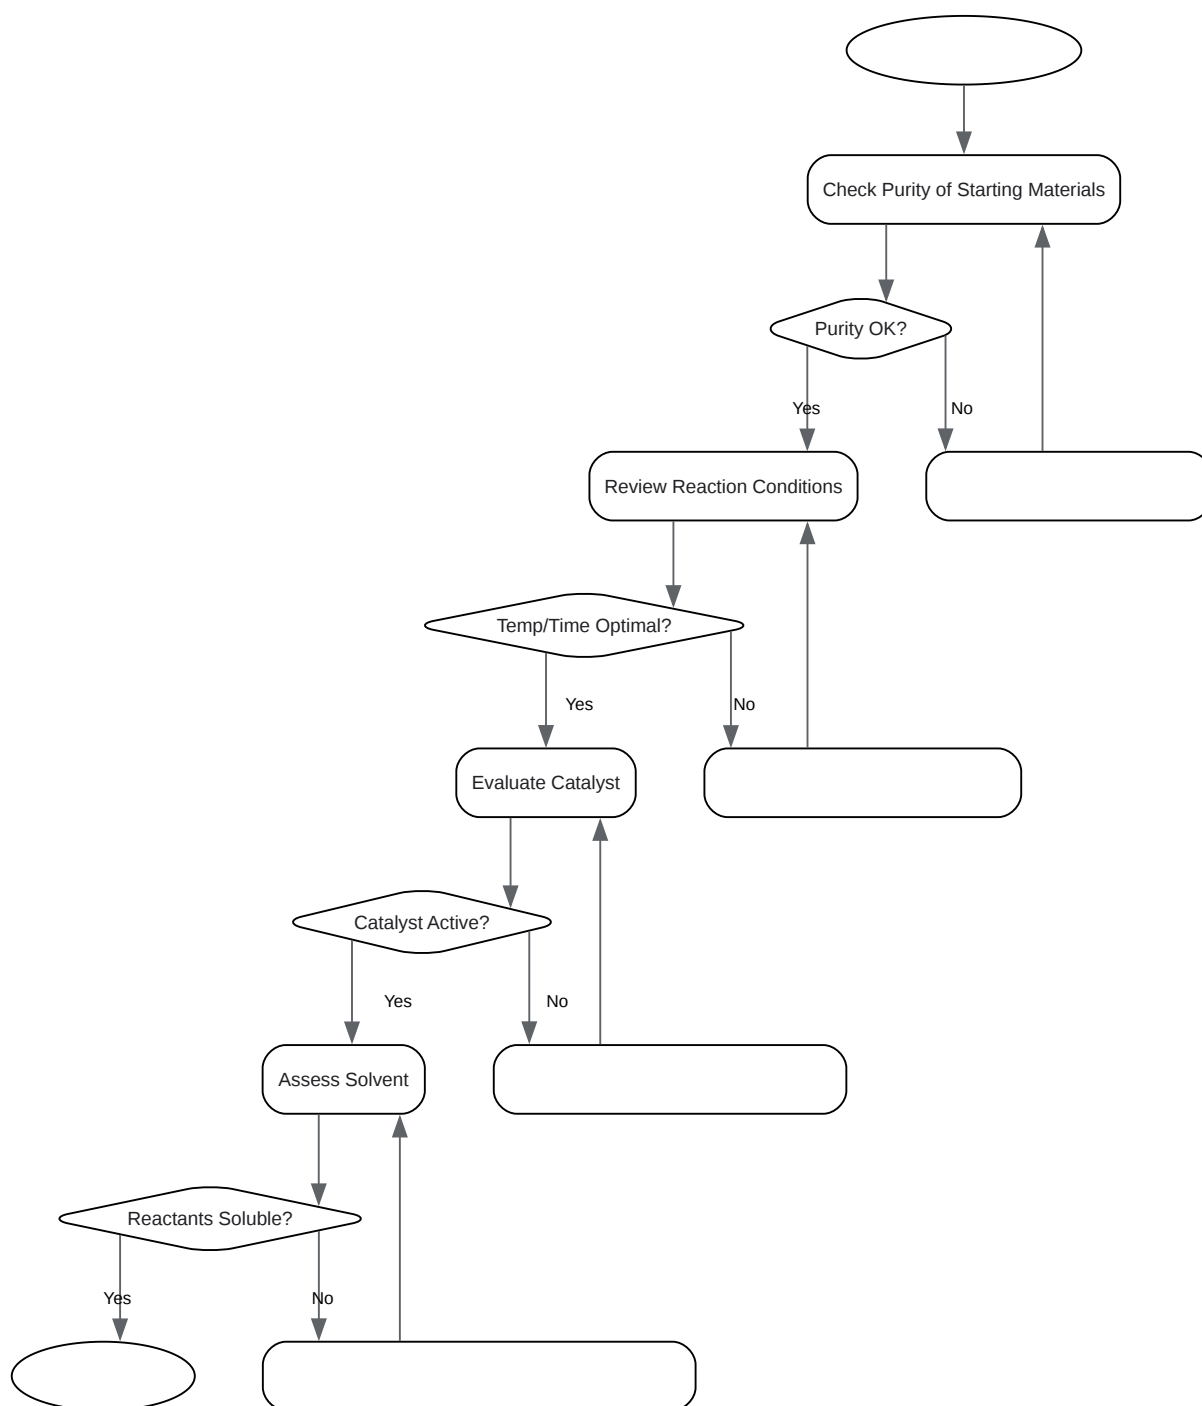 Check Purity of Starting Materials
Purity OK?
Yes
No
Review Reaction Conditions
Temp/Time Optimal?
Yes
No
Evaluate Catalyst
Catalyst Active?
Yes
No
Assess Solvent
Reactants Soluble?
Yes
No